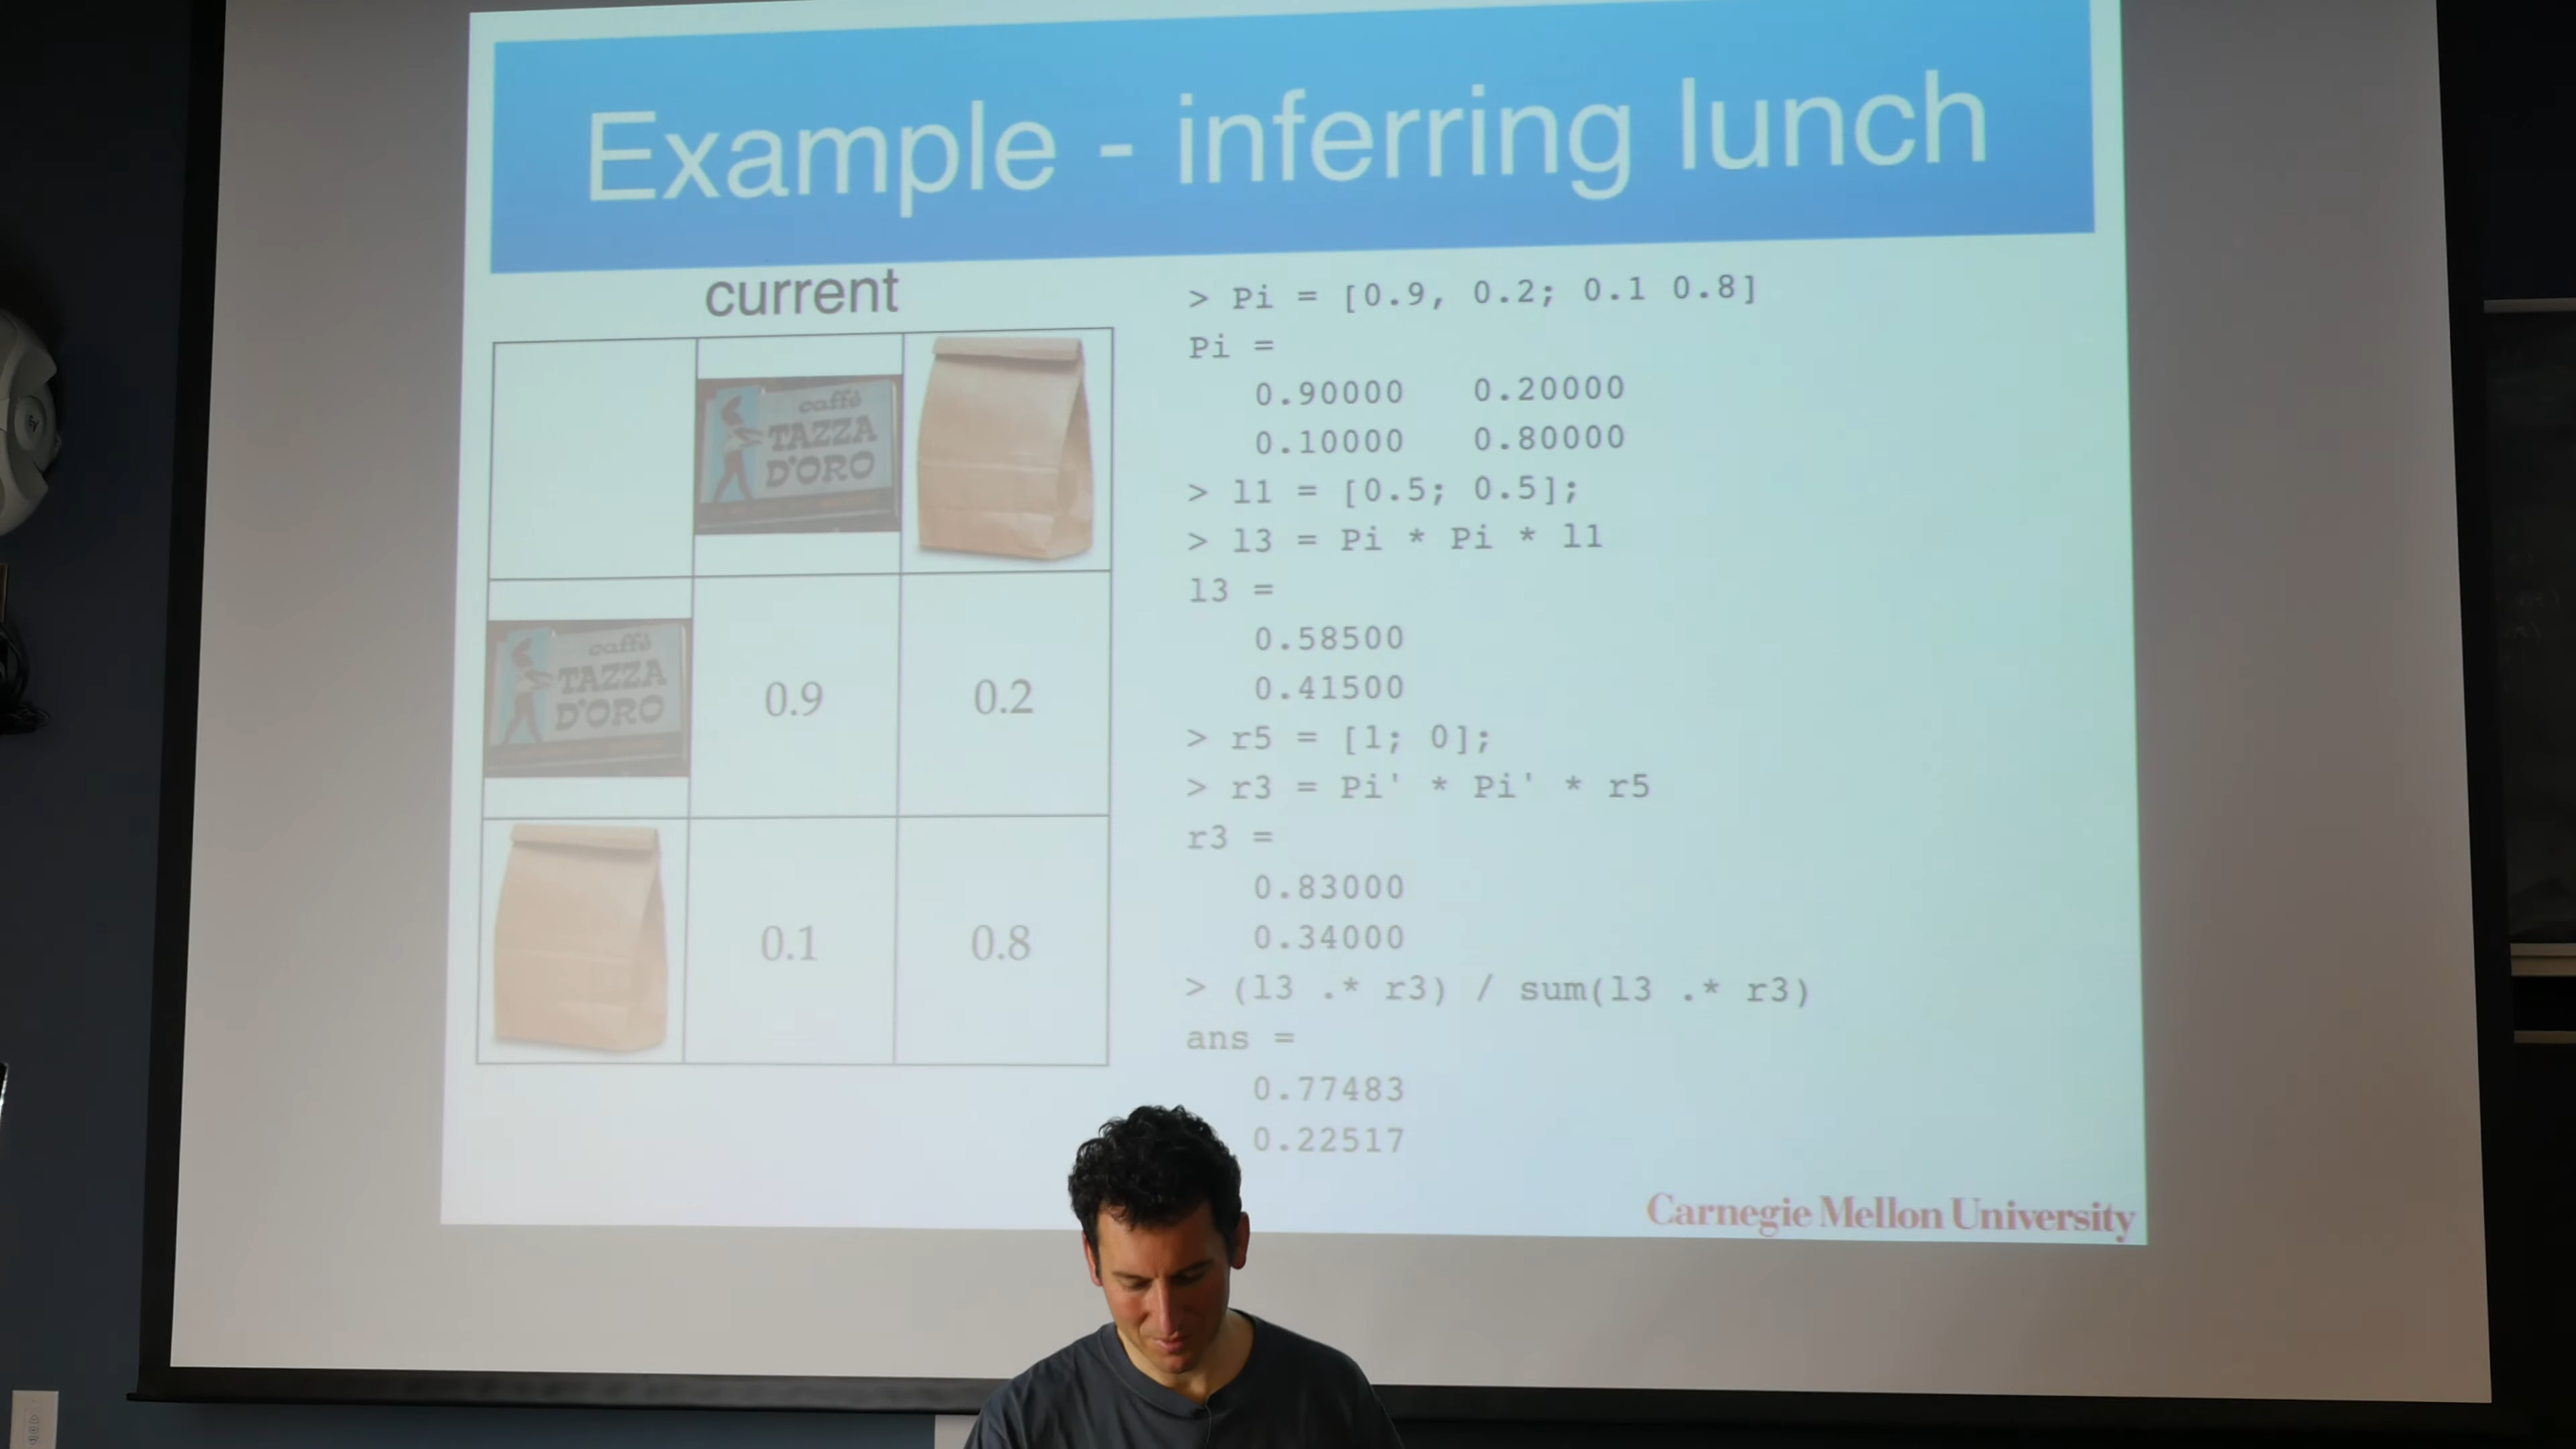 Example - inferring lunch
current
caffè
TAZZA
D'ORO
caffè
TAZZA
D'ORO
0.9 0.2
0.1 0.8
> Pi = [0.9, 0.2; 0.1 0.8]
Pi =
0.90000 0.20000
0.10000 0.80000
> l1 = [0.5; 0.5];
> l3 = Pi * Pi * l1
l3 =
0.58500
0.41500
> r5 = [1; 0];
> r3 = Pi' * Pi' * r5
r3 =
0.83000
0.34000
> (l3 .* r3) / sum(l3 .* r3)
ans =
0.77483
0.22517
Carnegie Mellon University